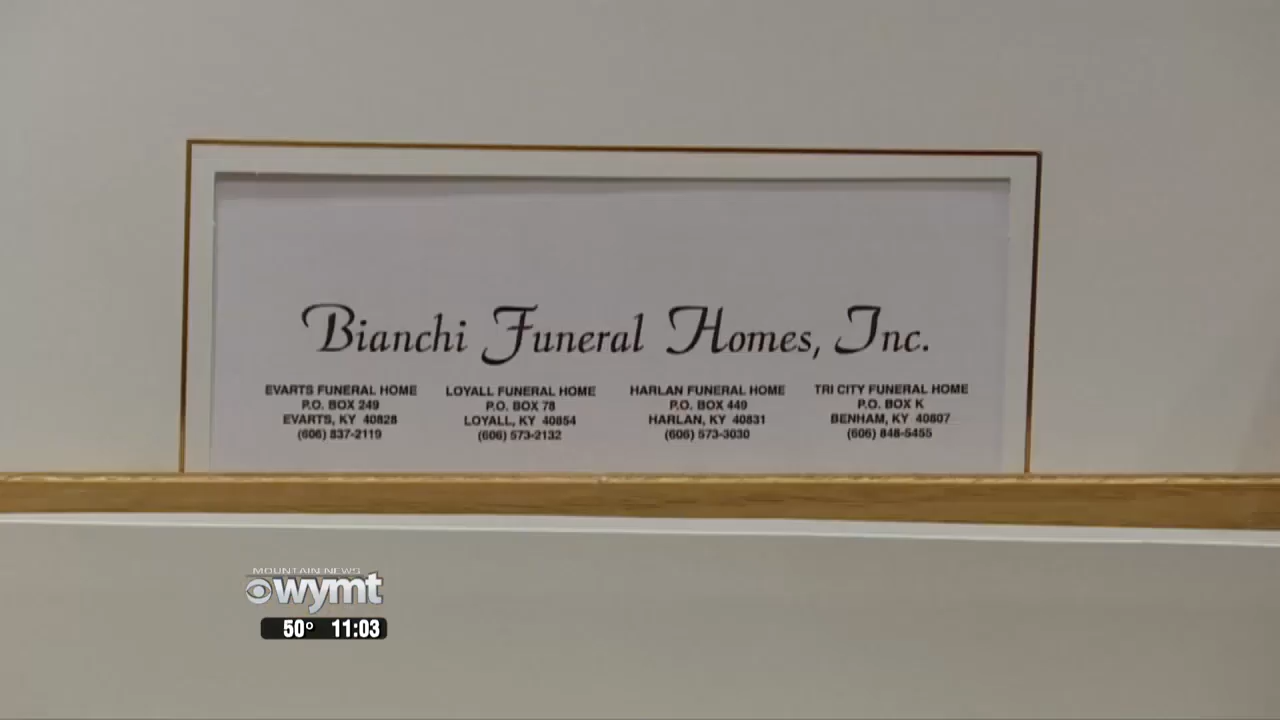 Bianchi Funeral Homes, Inc.
EVARTS FUNERAL HOME
P.O. BOX 249
EVARTS, KY 40828
(606) 837-2119
LOYALL FUNERAL HOME
P.O. BOX 78
LOYALL, KY 40854
(606) 573-2132
HARLAN FUNERAL HOME
P.O. BOX 449
HARLAN, KY 40831
(606) 573-3030
TRI CITY FUNERAL HOME
P.O. BOX K
BENHAM, KY 40807
(606) 848-5455
MOUNTAIN NEWS
wymt
50° 11:03